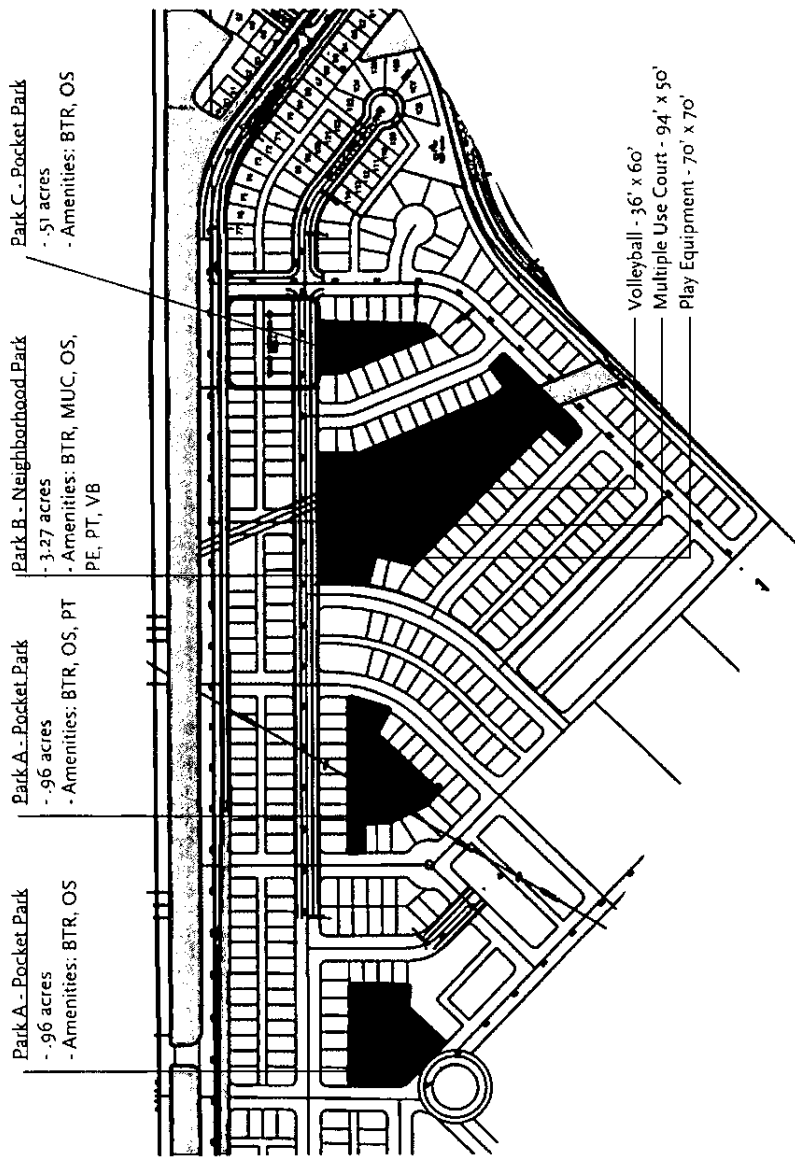 Park A - Pocket Park
- .96 acres
- Amenities: BTR, OS
Park A - Pocket Park
- .96 acres
- Amenities: BTR, OS, PT
Park B - Neighborhood Park
- 3.27 acres
- Amenities: BTR, MUC, OS,
PE, PT, VB
Park C - Pocket Park
- .51 acres
- Amenities: BTR, OS
Volleyball - 36' x 60'
Multiple Use Court - 94' x 50'
Play Equipment - 70' x 70'